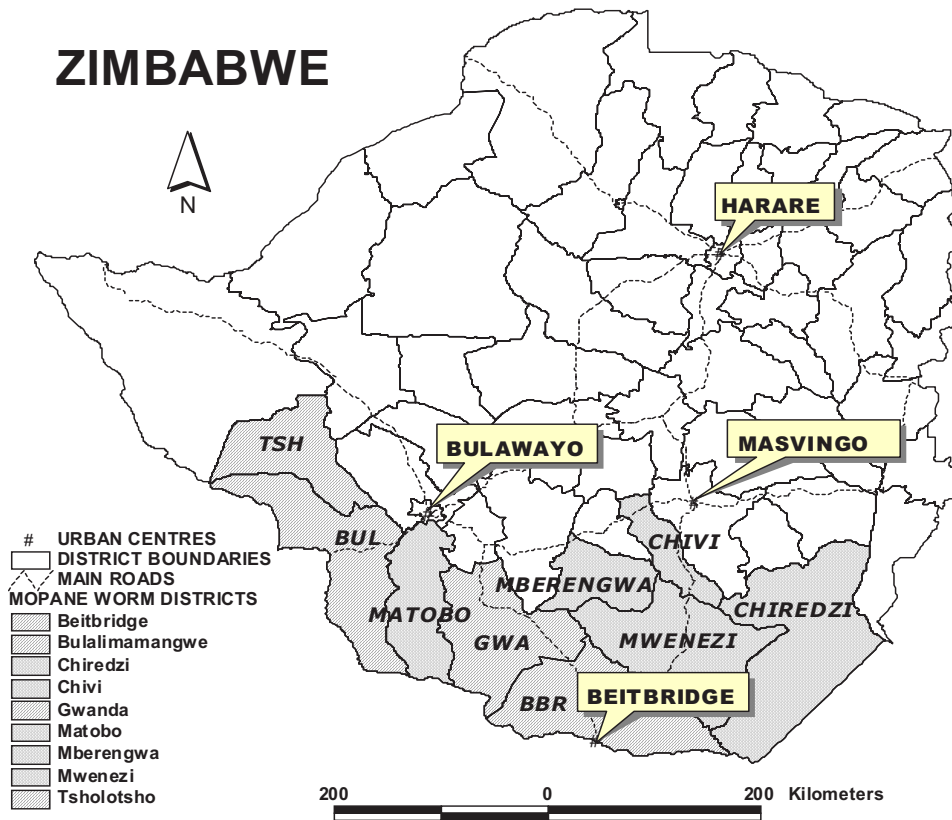 ZIMBABWE
N
HARARE
TSH
BULAWAYO
MASVINGO
BUL
CHIVI
MBERENGWA
MATOBO
CHIREDZI
GWA
MWENEZI
BBR
BEITBRIDGE
# URBAN CENTRES
DISTRICT BOUNDARIES
MAIN ROADS
MOPANE WORM DISTRICTS
Beitbridge
Bulalimamangwe
Chiredzi
Chivi
Gwanda
Matobo
Mberengwa
Mwenezi
Tsholotsho
200 0 200 Kilometers